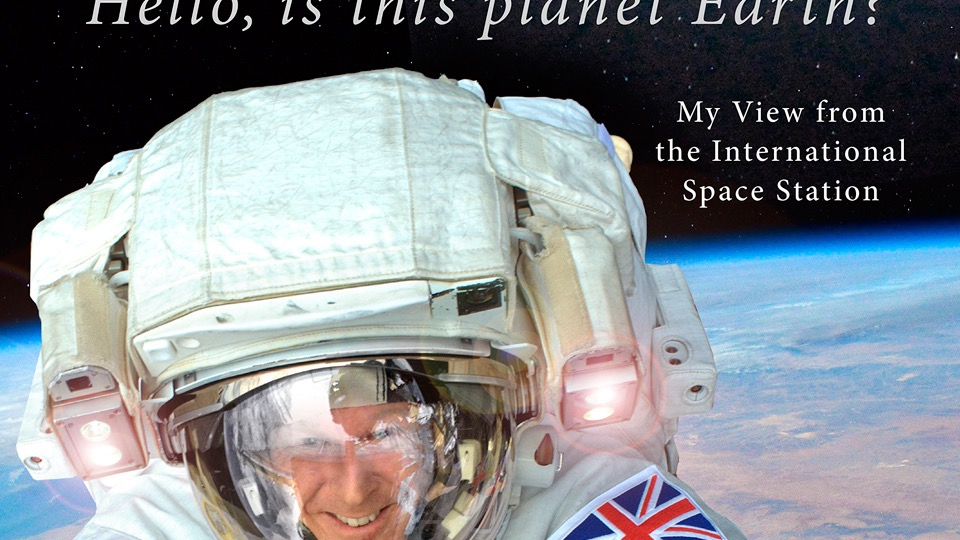 Hello, is this planet Earth?
My View from
the International
Space Station